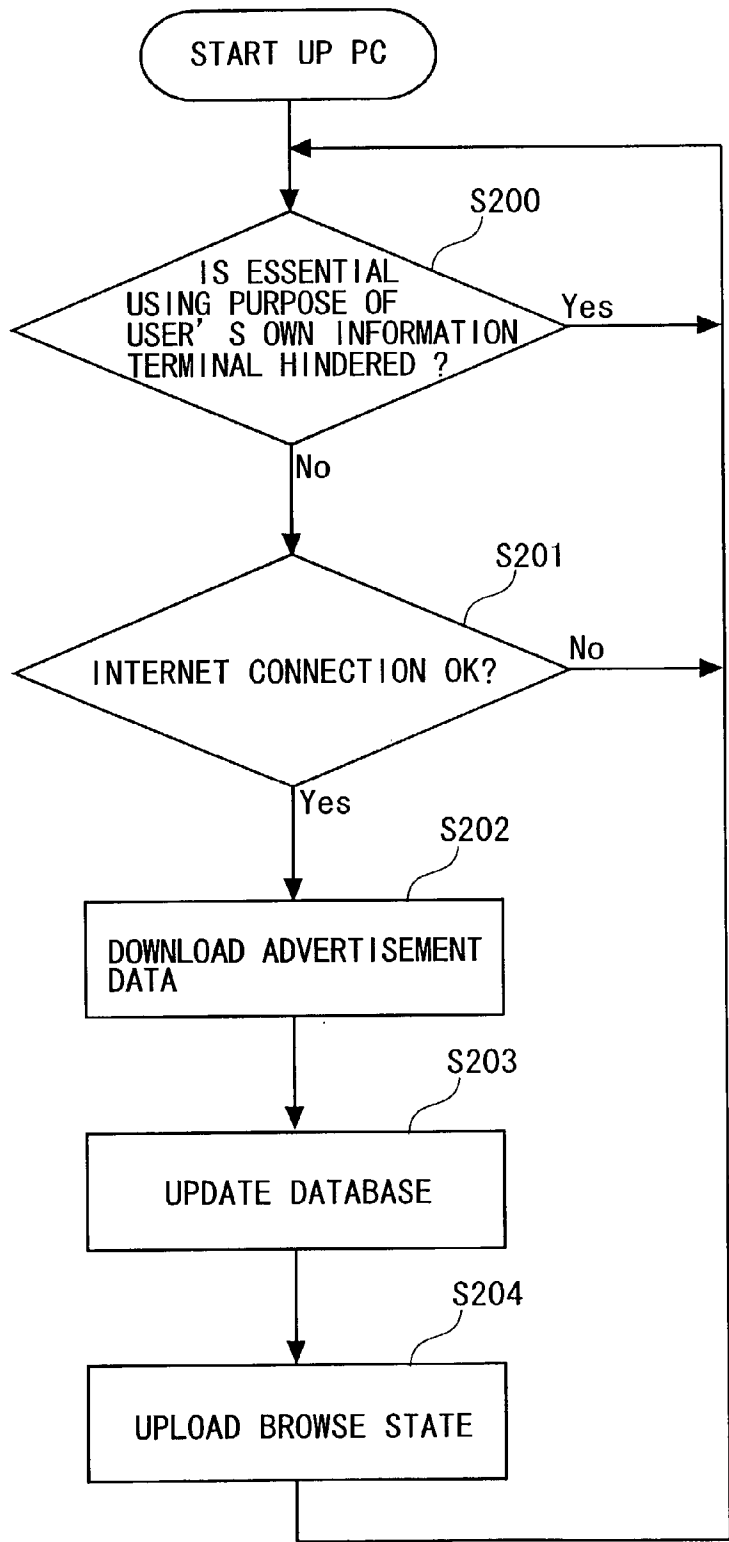 START UP PC
S200
IS ESSENTIAL
USING PURPOSE OF
USER'S OWN INFORMATION
TERMINAL HINDERED ?
Yes
No
S201
INTERNET CONNECTION OK?
No
Yes
S202
DOWNLOAD ADVERTISEMENT
DATA
S203
UPDATE DATABASE
S204
UPLOAD BROWSE STATE